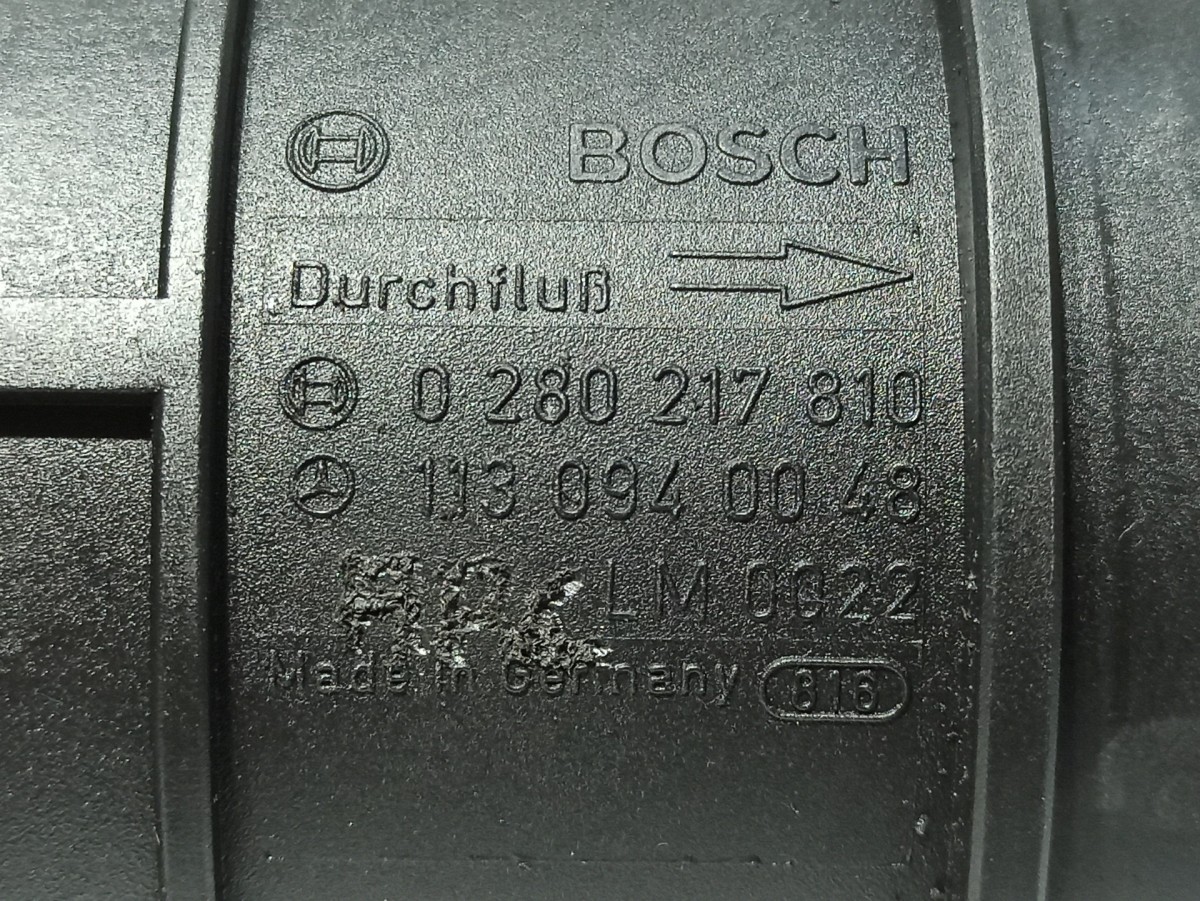 BOSCH
Durchfluß
0 280 217 810
113 094 00 48
LM 0022
Made in Germany 816